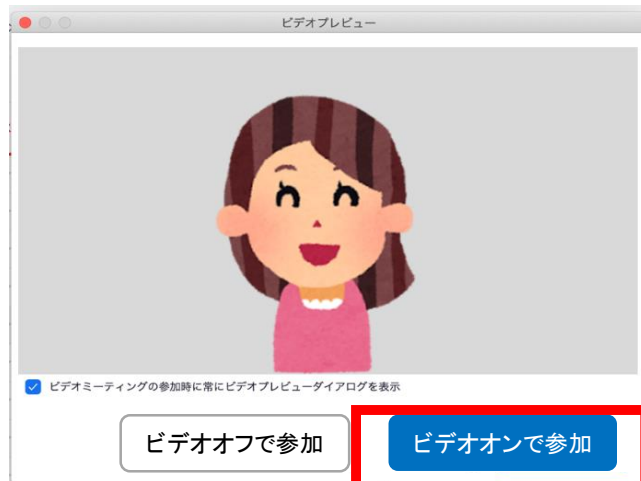 ビデオプレビュー
ビデオミーティングの参加時に常にビデオプレビューダイアログを表示
ビデオオフで参加
ビデオオンで参加